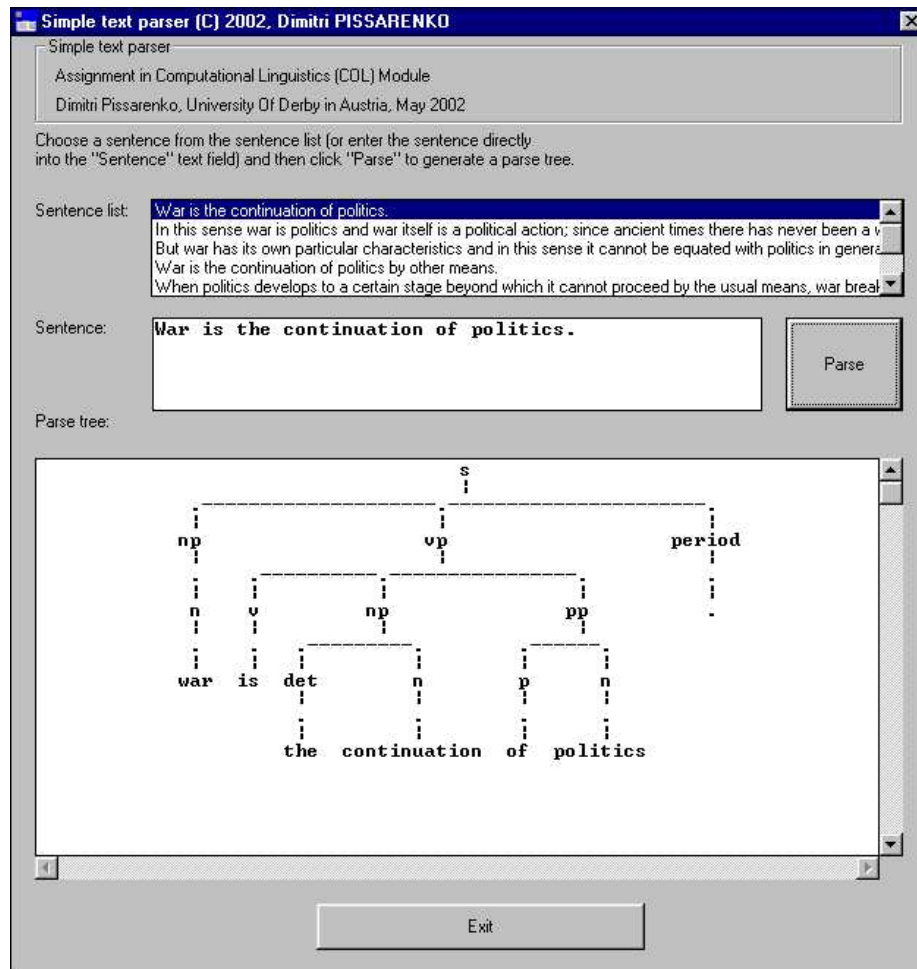 Simple text parser (C) 2002, Dimitri PISSARENKO
Simple text parser
Assignment in Computational Linguistics (COL) Module
Dimitri Pissarenko, University Of Derby in Austria, May 2002
Choose a sentence from the sentence list (or enter the sentence directly
into the "Sentence" text field) and then click "Parse" to generate a parse tree.
Sentence list:
War is the continuation of politics.
In this sense war is politics and war itself is a political action; since ancient times there has never been a
But war has its own particular characteristics and in this sense it cannot be equated with politics in genera
War is the continuation of politics by other means.
When politics develops to a certain stage beyond which it cannot proceed by the usual means, war brea
Sentence:
War is the continuation of politics.
Parse
Parse tree:
s
np vp period
n v np pp .
war is det n p n
the continuation of politics
Exit